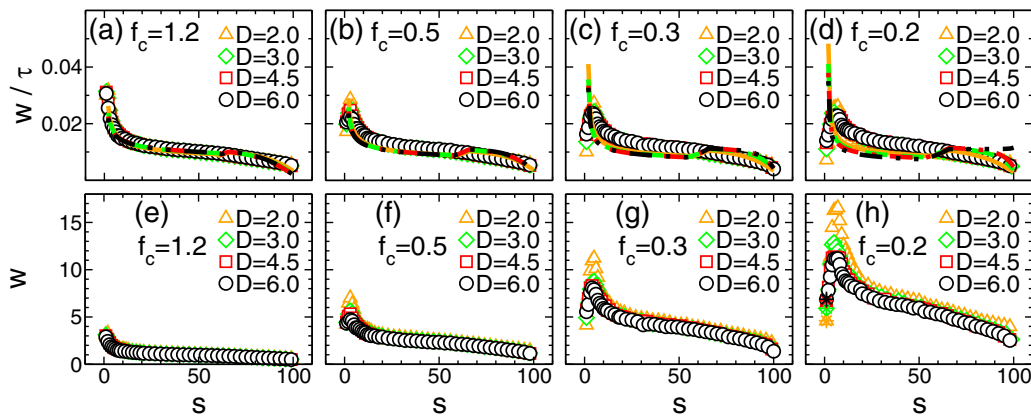 (a) f_c=1.2
D=2.0
D=3.0
D=4.5
D=6.0
(b) f_c=0.5
D=2.0
D=3.0
D=4.5
D=6.0
(c) f_c=0.3
D=2.0
D=3.0
D=4.5
D=6.0
(d) f_c=0.2
D=2.0
D=3.0
D=4.5
D=6.0
0.04
0.02
w / τ
(e)
f_c=1.2
D=2.0
D=3.0
D=4.5
D=6.0
(f)
f_c=0.5
D=2.0
D=3.0
D=4.5
D=6.0
(g)
f_c=0.3
D=2.0
D=3.0
D=4.5
D=6.0
(h)
f_c=0.2
D=2.0
D=3.0
D=4.5
D=6.0
15
10
5
0
w
0 50 100
0 50 100
0 50 100
0 50 100
s s s s